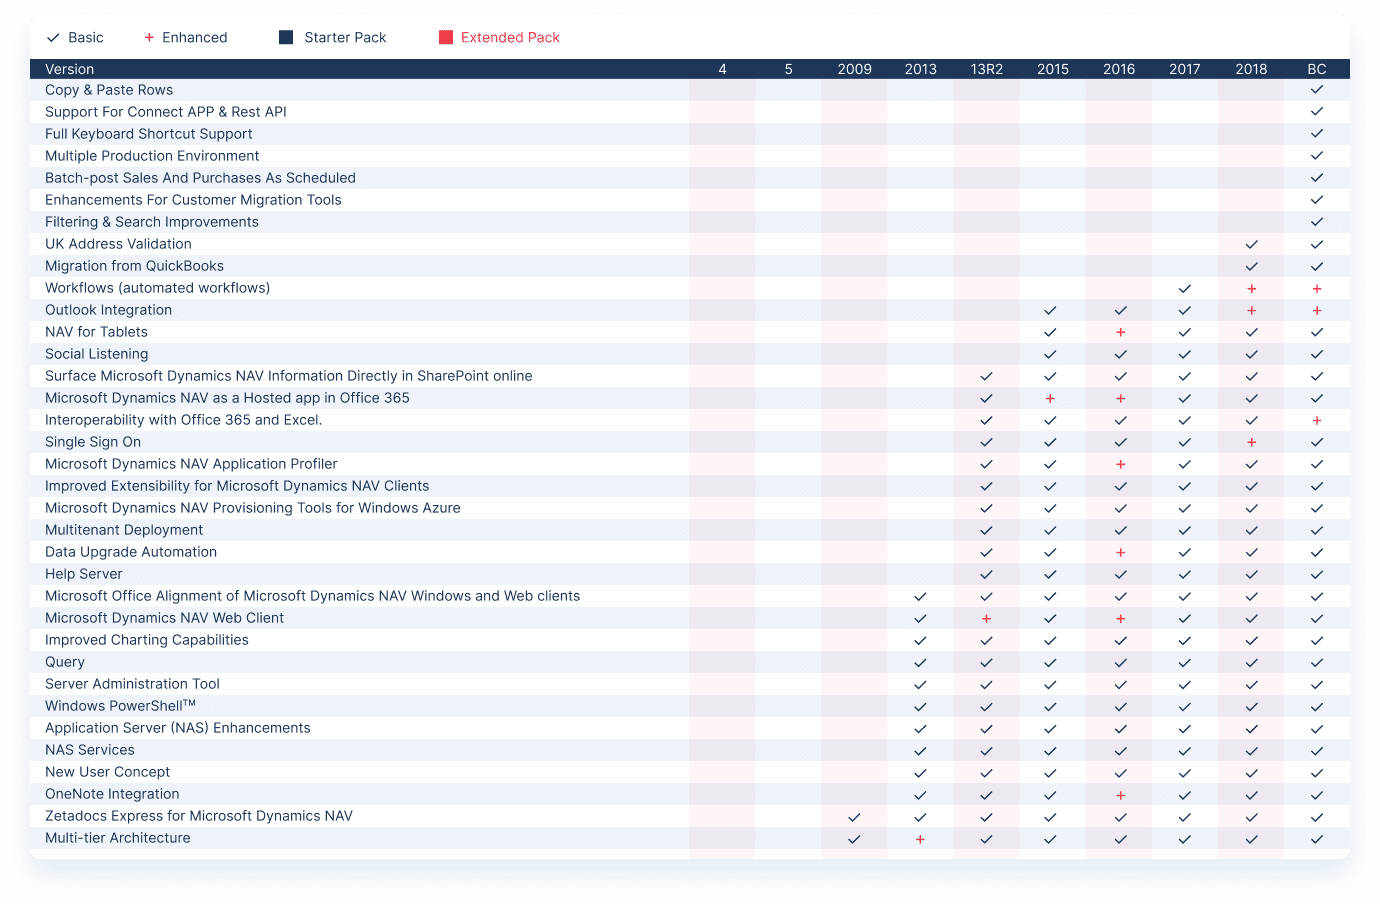 ✓ Basic + Enhanced Starter Pack Extended Pack
Version 4 5 2009 2013 13R2 2015 2016 2017 2018 BC
Copy & Paste Rows ✓
Support For Connect APP & Rest API ✓
Full Keyboard Shortcut Support ✓
Multiple Production Environment ✓
Batch-post Sales And Purchases As Scheduled ✓
Enhancements For Customer Migration Tools ✓
Filtering & Search Improvements ✓
UK Address Validation ✓ ✓
Migration from QuickBooks ✓ ✓
Workflows (automated workflows) ✓ + +
Outlook Integration ✓ ✓ ✓ + +
NAV for Tablets ✓ + ✓ ✓ ✓
Social Listening ✓ ✓ ✓ ✓ ✓
Surface Microsoft Dynamics NAV Information Directly in SharePoint online ✓ ✓ ✓ ✓ ✓ ✓
Microsoft Dynamics NAV as a Hosted app in Office 365 ✓ + + ✓ ✓ ✓
Interoperability with Office 365 and Excel. ✓ ✓ ✓ ✓ ✓ +
Single Sign On ✓ ✓ ✓ ✓ + ✓
Microsoft Dynamics NAV Application Profiler ✓ ✓ + ✓ ✓ ✓
Improved Extensibility for Microsoft Dynamics NAV Clients ✓ ✓ ✓ ✓ ✓ ✓
Microsoft Dynamics NAV Provisioning Tools for Windows Azure ✓ ✓ ✓ ✓ ✓ ✓
Multitenant Deployment ✓ ✓ ✓ ✓ ✓ ✓
Data Upgrade Automation ✓ ✓ + ✓ ✓ ✓
Help Server ✓ ✓ ✓ ✓ ✓ ✓
Microsoft Office Alignment of Microsoft Dynamics NAV Windows and Web clients ✓ ✓ ✓ ✓ ✓ ✓ ✓
Microsoft Dynamics NAV Web Client ✓ + ✓ + ✓ ✓ ✓
Improved Charting Capabilities ✓ ✓ ✓ ✓ ✓ ✓ ✓
Query ✓ ✓ ✓ ✓ ✓ ✓ ✓
Server Administration Tool ✓ ✓ ✓ ✓ ✓ ✓ ✓
Windows PowerShell™ ✓ ✓ ✓ ✓ ✓ ✓ ✓
Application Server (NAS) Enhancements ✓ ✓ ✓ ✓ ✓ ✓ ✓
NAS Services ✓ ✓ ✓ ✓ ✓ ✓ ✓
New User Concept ✓ ✓ ✓ ✓ ✓ ✓ ✓
OneNote Integration ✓ ✓ ✓ + ✓ ✓ ✓
Zetadocs Express for Microsoft Dynamics NAV ✓ ✓ ✓ ✓ ✓ ✓ ✓ ✓
Multi-tier Architecture ✓ + ✓ ✓ ✓ ✓ ✓ ✓